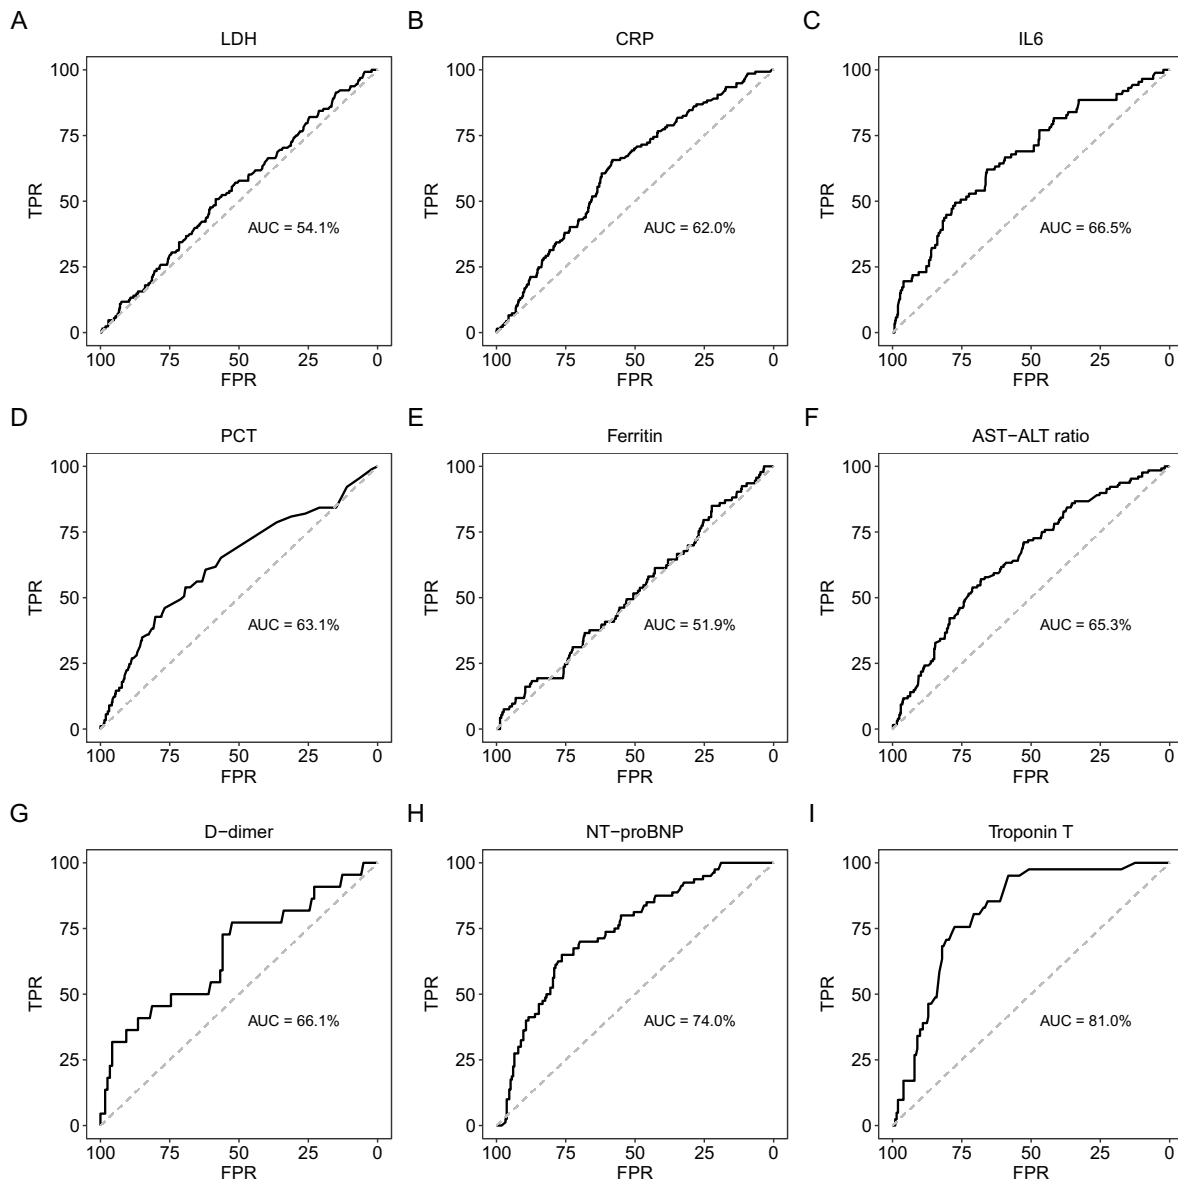 A
LDH
100
75
50
25
0
TPR
AUC = 54.1%
100 75 50 25 0
FPR
B
CRP
100
75
50
25
0
TPR
AUC = 62.0%
100 75 50 25 0
FPR
C
IL6
100
75
50
25
0
TPR
AUC = 66.5%
100 75 50 25 0
FPR
D
PCT
100
75
50
25
0
TPR
AUC = 63.1%
100 75 50 25 0
FPR
E
Ferritin
100
75
50
25
0
TPR
AUC = 51.9%
100 75 50 25 0
FPR
F
AST−ALT ratio
100
75
50
25
0
TPR
AUC = 65.3%
100 75 50 25 0
FPR
G
D−dimer
100
75
50
25
0
TPR
AUC = 66.1%
100 75 50 25 0
FPR
H
NT−proBNP
100
75
50
25
0
TPR
AUC = 74.0%
100 75 50 25 0
FPR
I
Troponin T
100
75
50
25
0
TPR
AUC = 81.0%
100 75 50 25 0
FPR